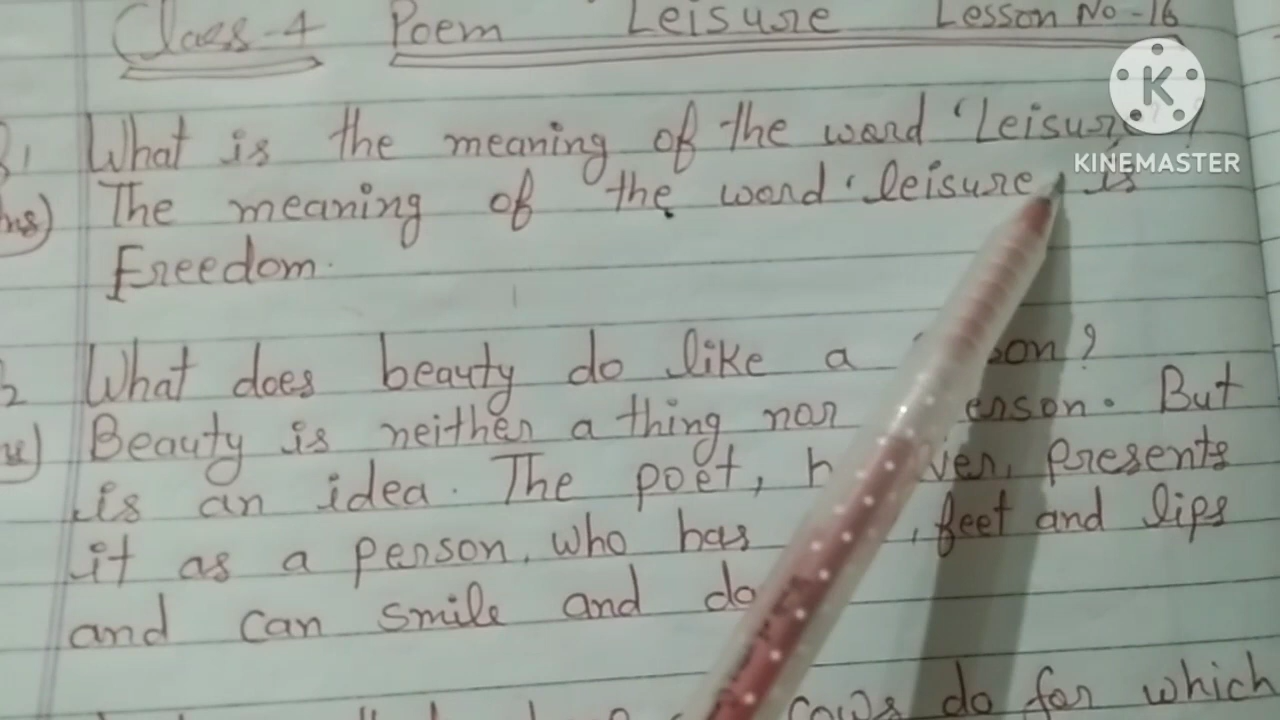 Class-4 Poem Leisure Lesson No-16
What is the meaning of the word 'Leisure'?
KINEMASTER
The meaning of the word 'leisure' is
Freedom.
What does beauty do like a
Beauty is neither a thing nor But
is an idea. The poet, presents
it as a person, who has , feet and lips
and can smile and
cows do for which